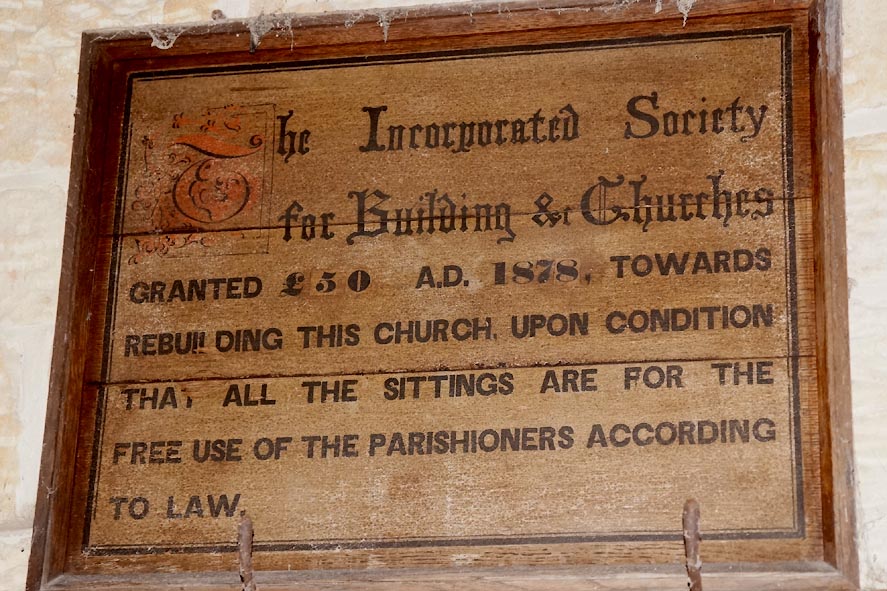 The Incorporated Society
for Building &c Churches
GRANTED £50 A.D. 1878, TOWARDS
REBUILDING THIS CHURCH, UPON CONDITION
THAT ALL THE SITTINGS ARE FOR THE
FREE USE OF THE PARISHIONERS ACCORDING
TO LAW.